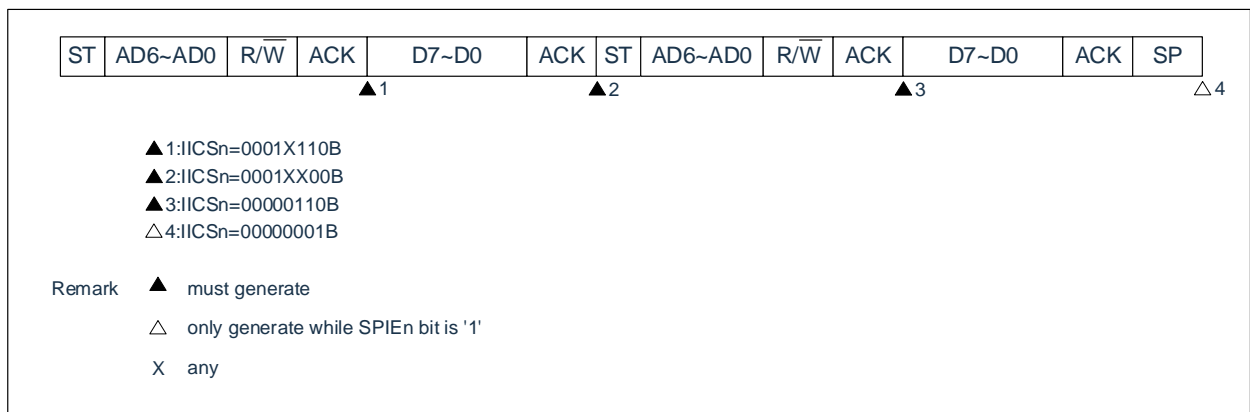 ST AD6~AD0 R/W̅ ACK D7~D0 ACK ST AD6~AD0 R/W̅ ACK D7~D0 ACK SP
▲1 ▲2 ▲3 △4
▲1:IICSn=0001X110B
▲2:IICSn=0001XX00B
▲3:IICSn=00000110B
△4:IICSn=00000001B
Remark ▲ must generate
△ only generate while SPIEn bit is '1'
X any